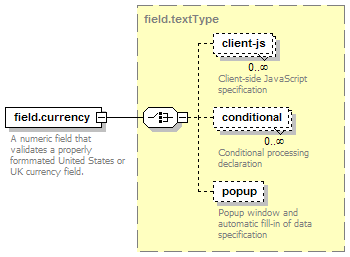 field.textType
client-js
0..∞
Client-side JavaScript
specification
field.currency
A numeric field that
validates a properly
formmated United States or
UK currency field.
conditional
0..∞
Conditional processing
declaration
popup
Popup window and
automatic fill-in of data
specification